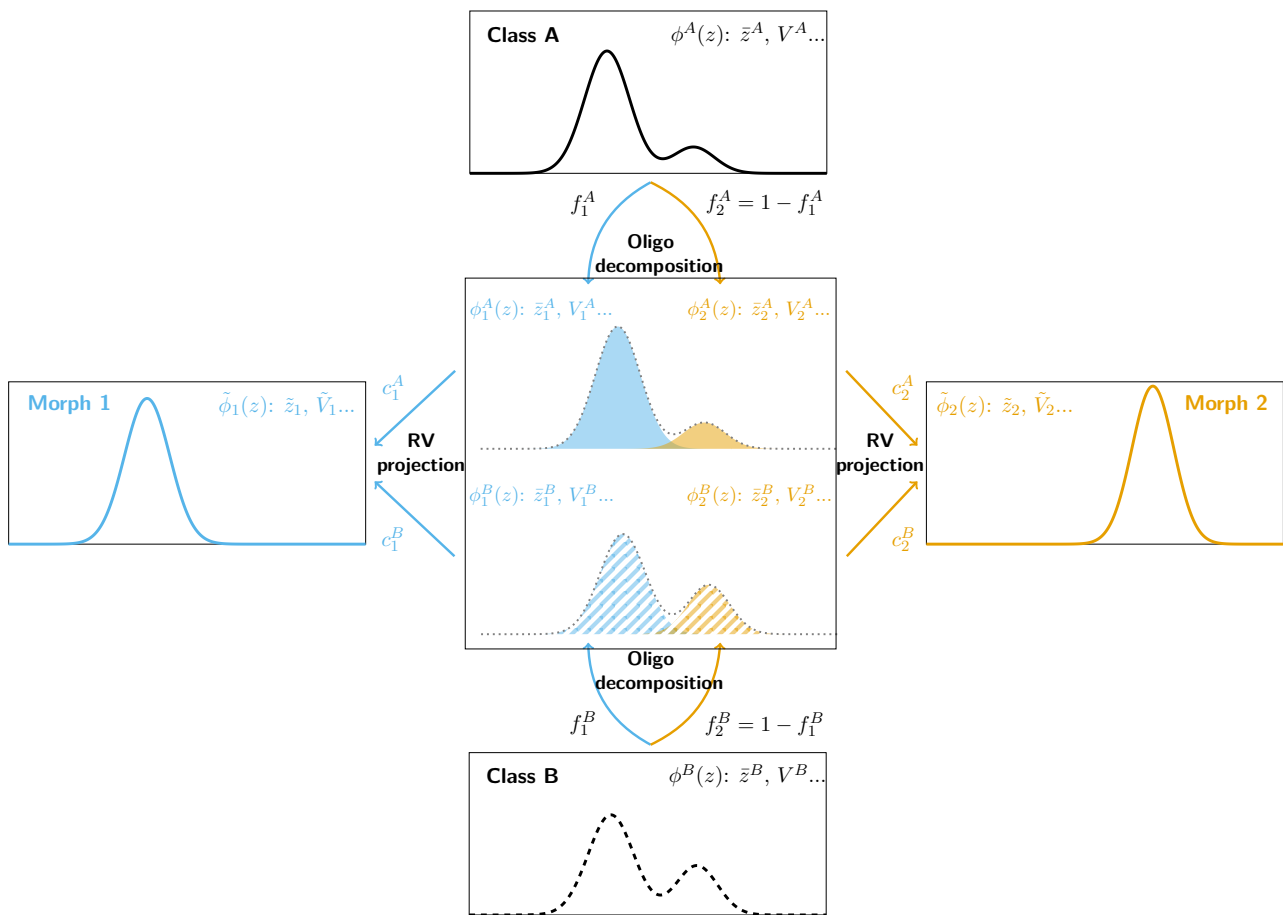 Class A
ϕ^A(z): z̄^A, V^A...
f_1^A
f_2^A = 1 − f_1^A
Oligo
decomposition
ϕ_1^A(z): z̄_1^A, V_1^A...
ϕ_2^A(z): z̄_2^A, V_2^A...
c_1^A
c_2^A
Morph 1
ϕ̃_1(z): z̃_1, Ṽ_1...
ϕ̃_2(z): z̃_2, Ṽ_2...
Morph 2
RV
projection
RV
projection
ϕ_1^B(z): z̄_1^B, V_1^B...
ϕ_2^B(z): z̄_2^B, V_2^B...
c_1^B
c_2^B
Oligo
decomposition
f_1^B
f_2^B = 1 − f_1^B
Class B
ϕ^B(z): z̄^B, V^B...